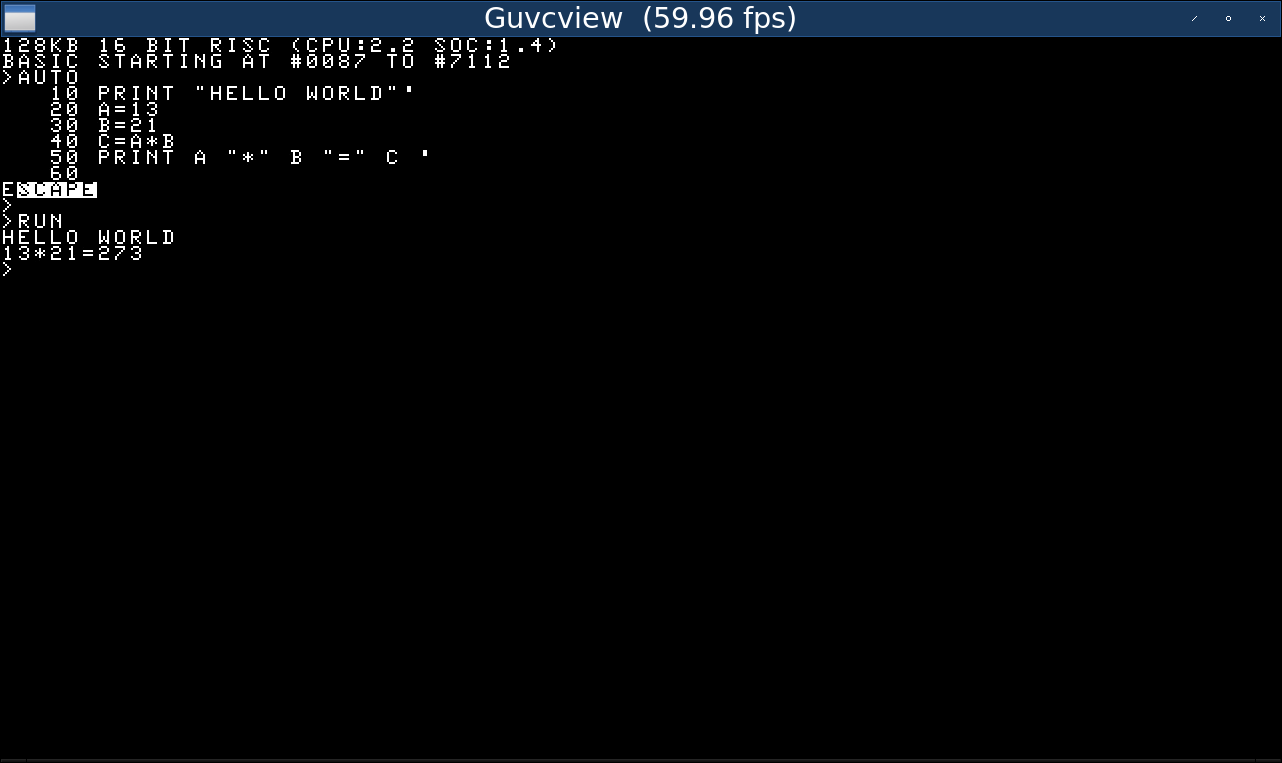 Guvcview (59.96 fps)
128KB 16 BIT RISC (CPU:2.2 SOC:1.4)
BASIC STARTING AT #0087 TO #7112
>AUTO
10 PRINT "HELLO WORLD"'
20 A=13
30 B=21
40 C=A*B
50 PRINT A "*" B "=" C '
60
ESCAPE
>
>RUN
HELLO WORLD
13*21=273
>